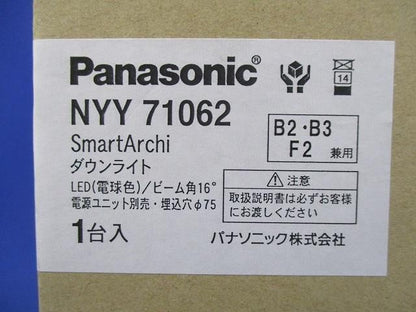 Panasonic®
14
NYY 71062
B2・B3
F2 兼用
SmartArchi
ダウンライト
LED(電球色)/ビーム角16°
電源ユニット別売・埋込穴φ75
1台入
⚠注意
取扱説明書は必ずお客様
にお渡しください
パナソニック株式会社